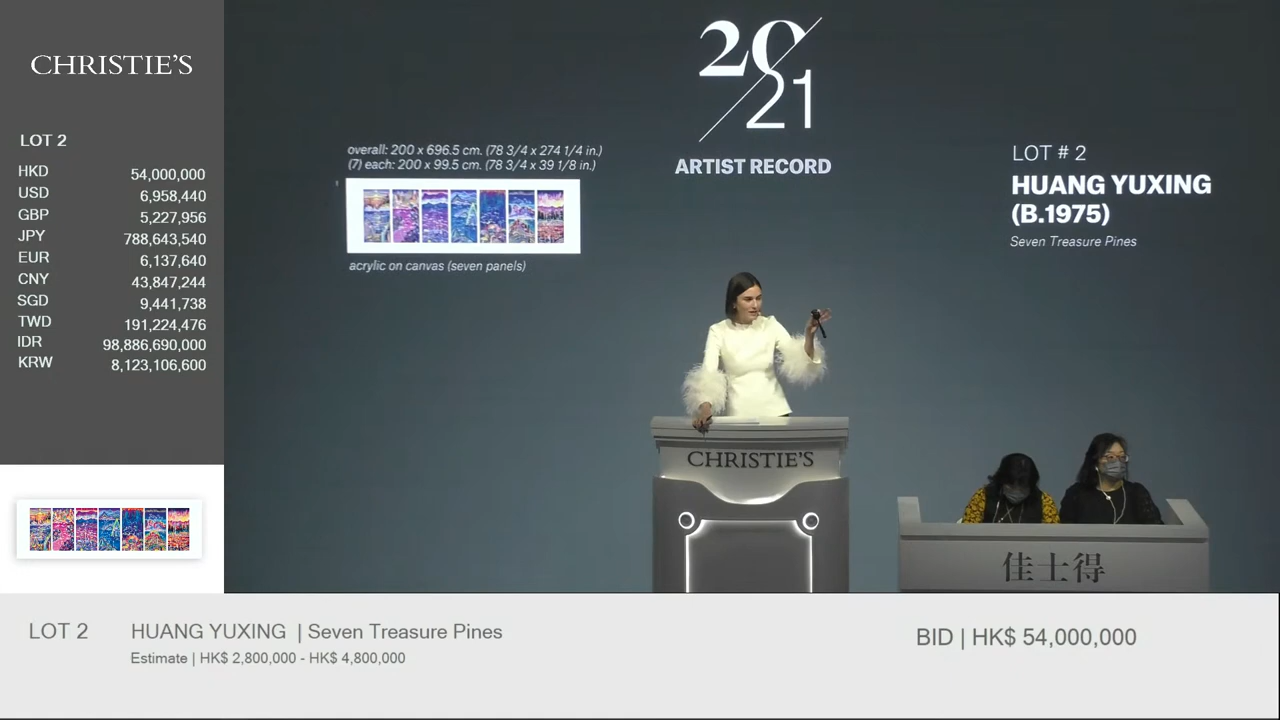 CHRISTIE'S
LOT 2
HKD 54,000,000
USD 6,958,440
GBP 5,227,956
JPY 788,643,540
EUR 6,137,640
CNY 43,847,244
SGD 9,441,738
TWD 191,224,476
IDR 98,886,690,000
KRW 8,123,106,600
20
21
ARTIST RECORD
overall: 200 x 696.5 cm. (78 3/4 x 274 1/4 in.)
(7) each: 200 x 99.5 cm. (78 3/4 x 39 1/8 in.)
acrylic on canvas (seven panels)
LOT # 2
HUANG YUXING
(B.1975)
Seven Treasure Pines
CHRISTIE'S
佳士得
LOT 2 HUANG YUXING | Seven Treasure Pines
Estimate | HK$ 2,800,000 - HK$ 4,800,000
BID | HK$ 54,000,000